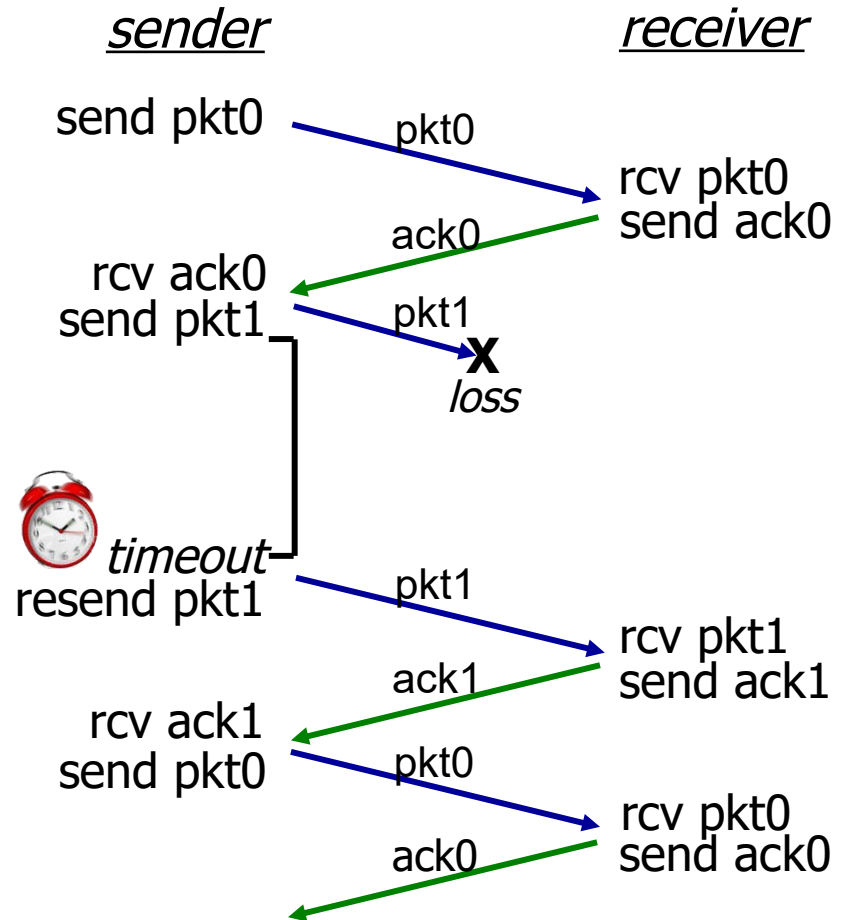 sender
receiver
send pkt0
pkt0
rcv pkt0
send ack0
ack0
rcv ack0
send pkt1
pkt1
X
loss
timeout
resend pkt1
pkt1
rcv pkt1
send ack1
ack1
rcv ack1
send pkt0
pkt0
rcv pkt0
send ack0
ack0